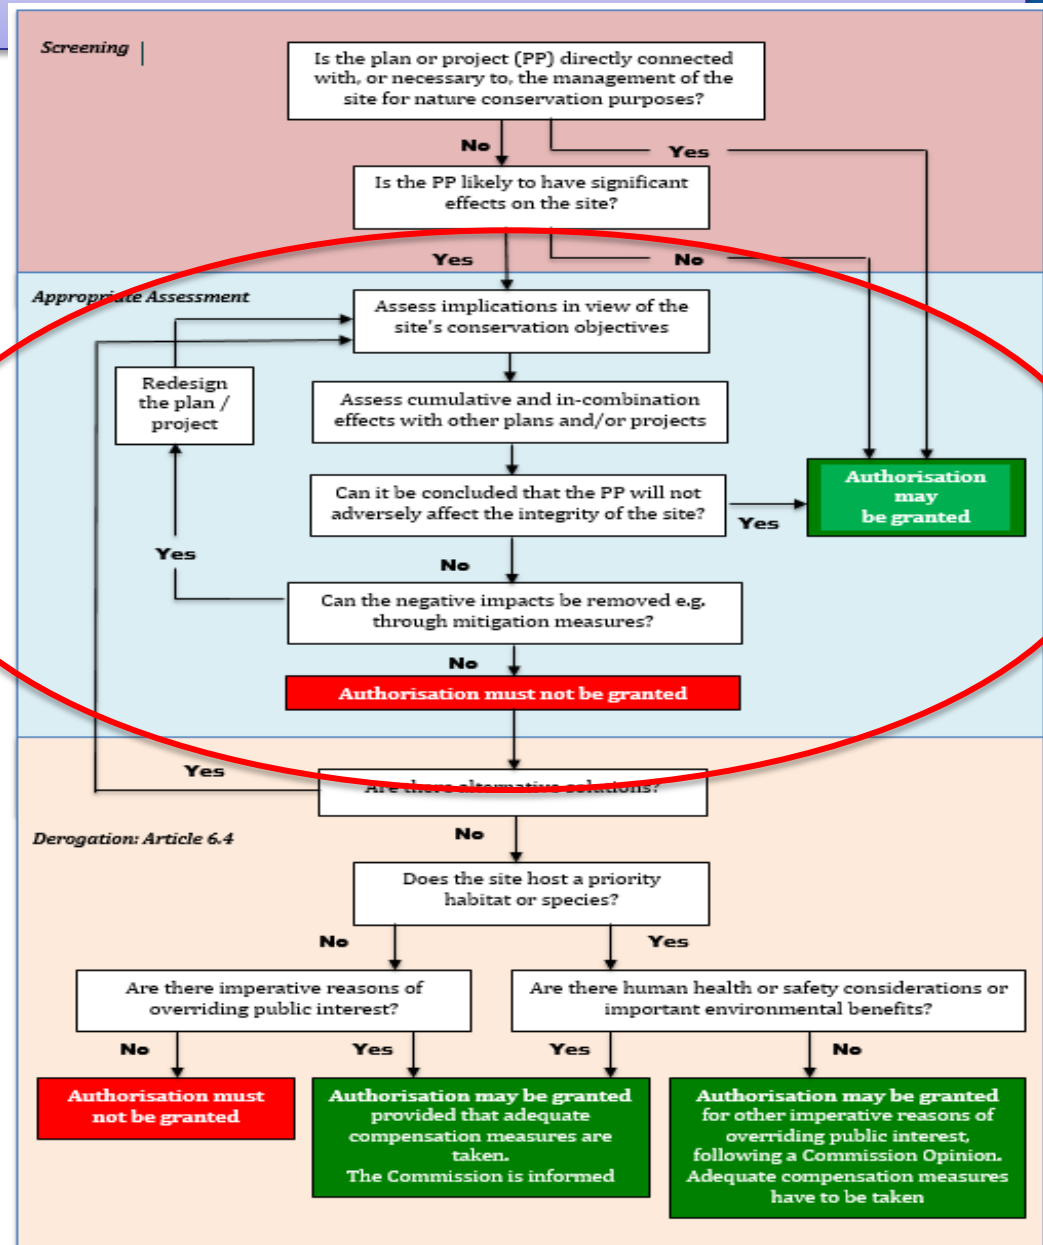 Screening
Is the plan or project (PP) directly connected
with, or necessary to, the management of the
site for nature conservation purposes?
No
Yes
Is the PP likely to have significant
effects on the site?
Yes
No
Appropriate Assessment
Assess implications in view of the
site's conservation objectives
Redesign
the plan /
project
Assess cumulative and in-combination
effects with other plans and/or projects
Can it be concluded that the PP will not
adversely affect the integrity of the site?
Yes
Authorisation
may
be granted
Yes
No
Can the negative impacts be removed e.g.
through mitigation measures?
No
Authorisation must not be granted
Yes
Are there alternative solutions?
No
Derogation: Article 6.4
Does the site host a priority
habitat or species?
No
Yes
Are there imperative reasons of
overriding public interest?
Are there human health or safety considerations or
important environmental benefits?
No
Yes
Yes
No
Authorisation must
not be granted
Authorisation may be granted
provided that adequate
compensation measures are
taken.
The Commission is informed
Authorisation may be granted
for other imperative reasons of
overriding public interest,
following a Commission Opinion.
Adequate compensation measures
have to be taken